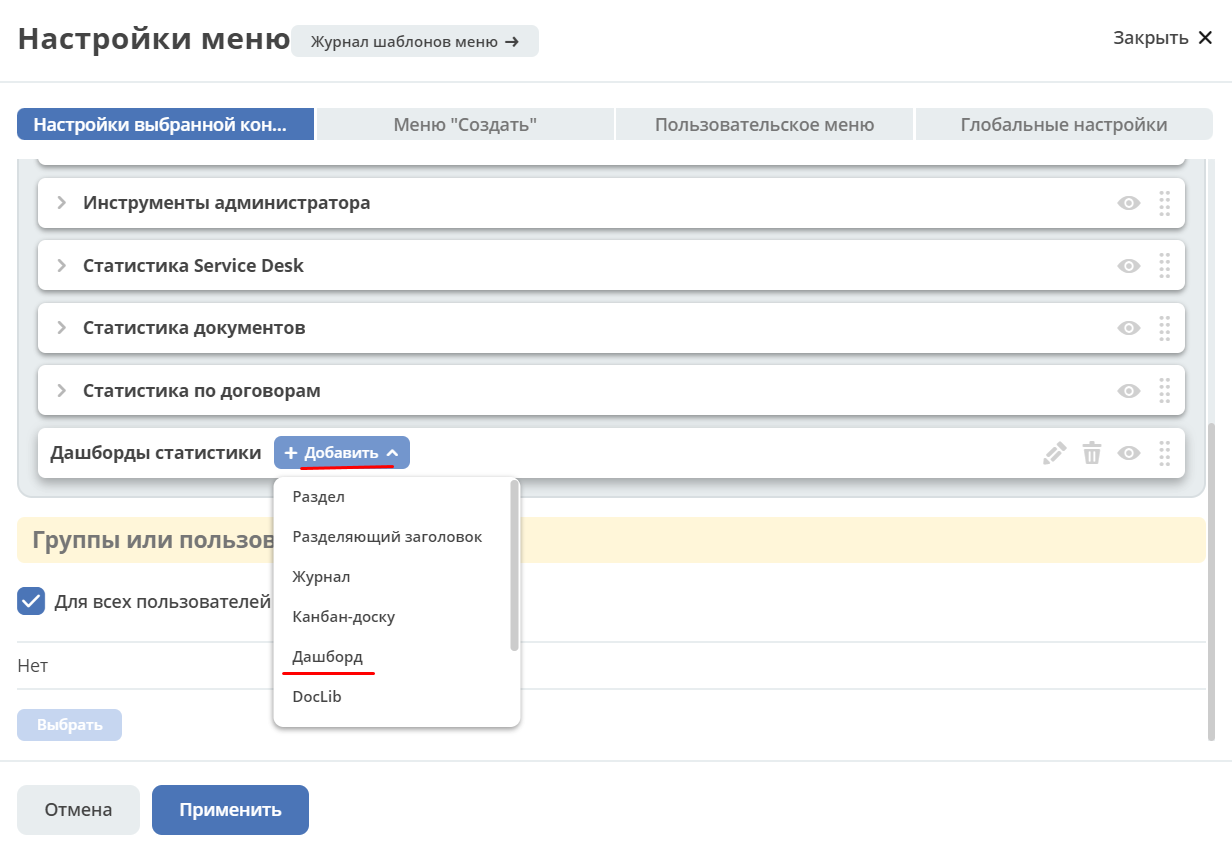 Настройки меню
Журнал шаблонов меню →
Закрыть ✕
Настройки выбранной кон...
Меню "Создать"
Пользовательское меню
Глобальные настройки
Инструменты администратора
Статистика Service Desk
Статистика документов
Статистика по договорам
Дашборды статистики
+ Добавить
Раздел
Разделяющий заголовок
Журнал
Канбан-доску
Дашборд
DocLib
Группы или пользов
Для всех пользователей
Нет
Выбрать
Отмена
Применить